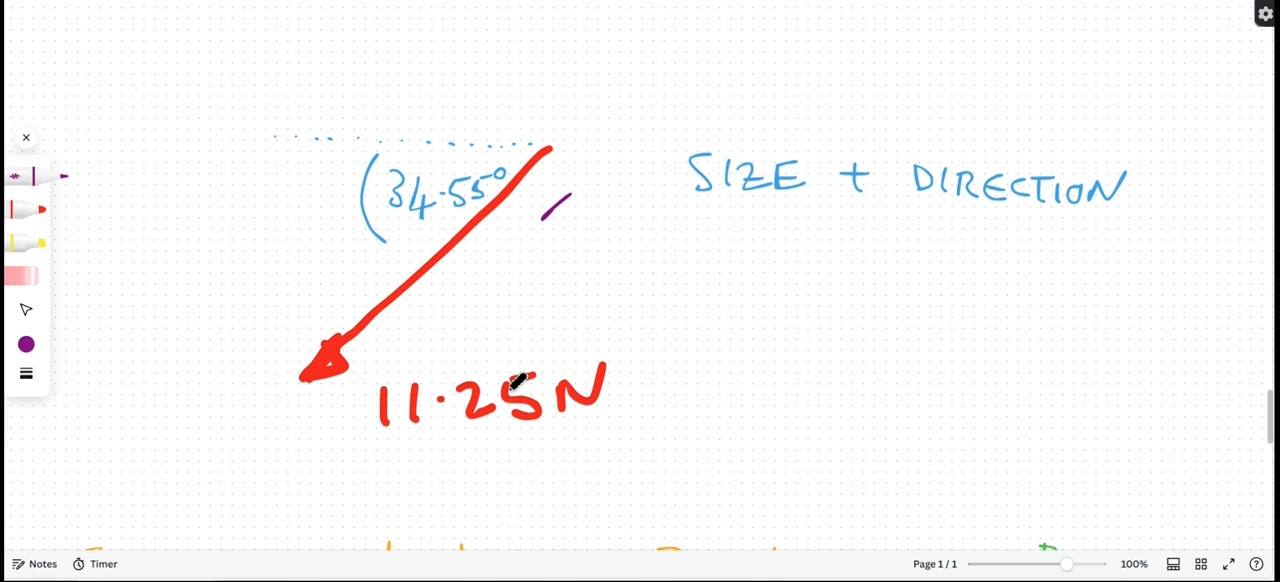 34.55°
SIZE + DIRECTION
11.25N
Notes
Timer
Page 1 / 1
100%